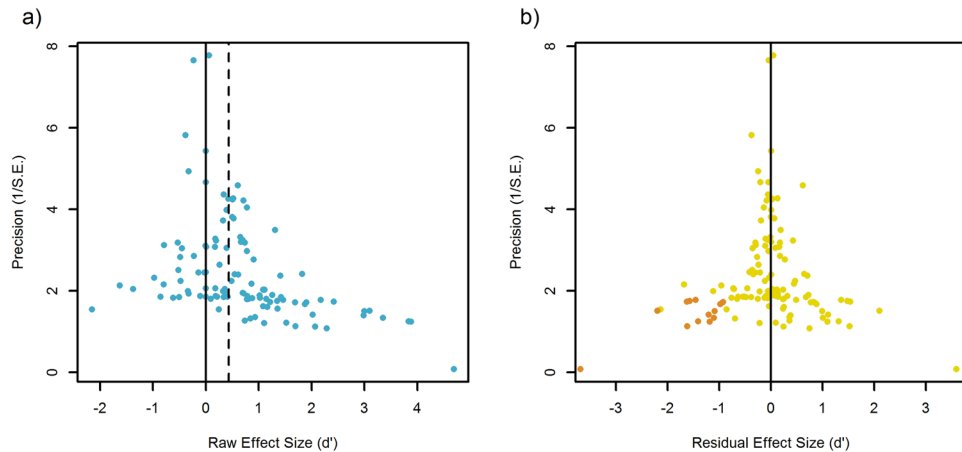 a)
b)
8
6
4
2
0
Precision (1/S.E.)
-2 -1 0 1 2 3 4
Raw Effect Size (d')
8
6
4
2
0
Precision (1/S.E.)
-3 -2 -1 0 1 2 3
Residual Effect Size (d')